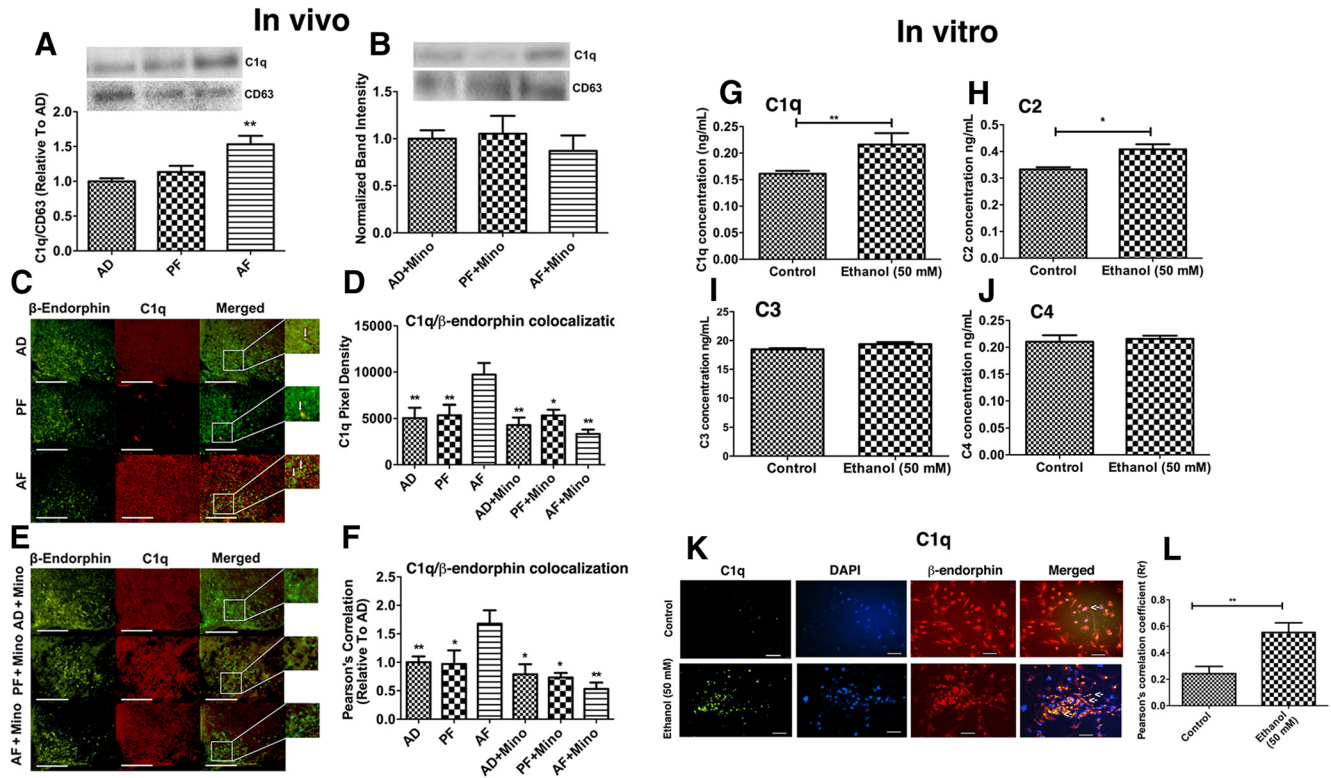 In vivo
In vitro
A
C1q
CD63
C1q/CD63 (Relative To AD)
2.0
1.5
1.0
0.5
0.0
**
AD
PF
AF
B
C1q
CD63
Normalized Band Intensity
1.5
1.0
0.5
0.0
AD+Mino
PF+Mino
AF+Mino
C
β-Endorphin C1q Merged
AD
PF
AF
D
C1q/β-endorphin colocalizatic
C1q Pixel Density
15000
10000
5000
0
** ** ** * **
AD
PF
AF
AD+Mino
PF+Mino
AF+Mino
E
β-Endorphin C1q Merged
AD + Mino
PF + Mino
AF + Mino
F
C1q/β-endorphin colocalization
Pearson's Correlation
(Relative To AD)
2.5
2.0
1.5
1.0
0.5
0.0
** * * * **
AD
PF
AF
AD+Mino
PF+Mino
AF+Mino
G
C1q
C1q concentration (ng/mL)
0.25
0.20
0.15
0.10
0.05
0.00
**
Control
Ethanol (50 mM)
H
C2
C2 concentration ng/mL
0.5
0.4
0.3
0.2
0.1
0.0
*
Control
Ethanol (50 mM)
I
C3
C3 concentration ng/mL
25
20
15
10
5
0
Control
Ethanol (50 mM)
J
C4
C4 concentration ng/mL
0.20
0.15
0.10
0.05
0.00
Control
Ethanol (50 mM)
K
C1q
C1q DAPI β-endorphin Merged
Control
Ethanol (50 mM)
L
Pearson's correlation coefficient (Rr)
0.8
0.6
0.4
0.2
0.0
**
Control
Ethanol
(50 mM)